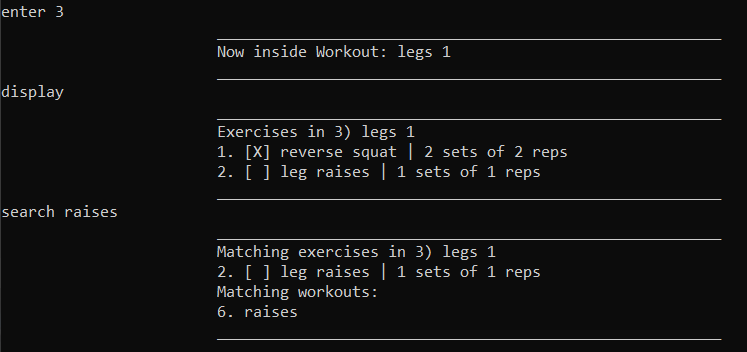 enter 3
Now inside Workout: legs 1
display
Exercises in 3) legs 1
1. [X] reverse squat | 2 sets of 2 reps
2. [ ] leg raises | 1 sets of 1 reps
search raises
Matching exercises in 3) legs 1
2. [ ] leg raises | 1 sets of 1 reps
Matching workouts:
6. raises